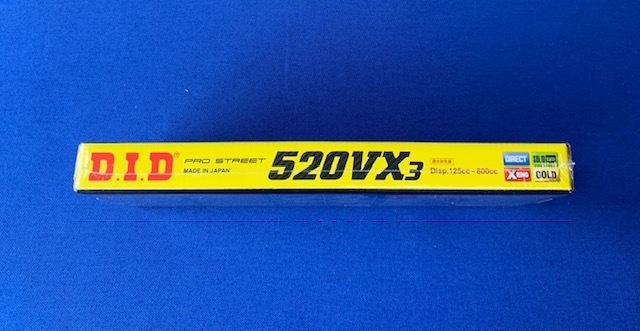 D.I.D®
PRO STREET
MADE IN JAPAN
520VX3
Disp.125cc-800cc
DIRECT
X RING
GOLD